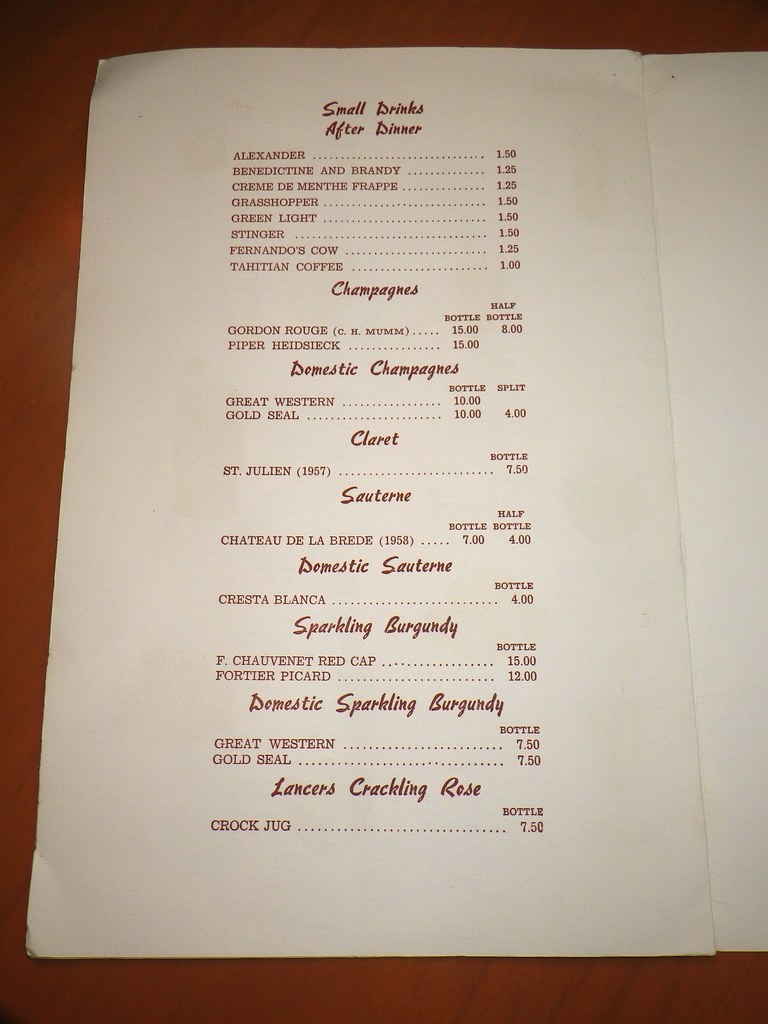 Small Drinks
After Dinner
ALEXANDER .............................. 1.50
BENEDICTINE AND BRANDY .............. 1.25
CREME DE MENTHE FRAPPE .............. 1.25
GRASSHOPPER ............................. 1.50
GREEN LIGHT ............................. 1.50
STINGER .................................. 1.50
FERNANDO'S COW .......................... 1.25
TAHITIAN COFFEE ........................ 1.00
Champagnes
HALF
BOTTLE BOTTLE
GORDON ROUGE (C. H. MUMM) ..... 15.00 8.00
PIPER HEIDSIECK ................ 15.00
Domestic Champagnes
BOTTLE SPLIT
GREAT WESTERN ................. 10.00
GOLD SEAL ....................... 10.00 4.00
Claret
BOTTLE
ST. JULIEN (1957) .......................... 7.50
Sauterne
HALF
BOTTLE BOTTLE
CHATEAU DE LA BREDE (1958) ..... 7.00 4.00
Domestic Sauterne
BOTTLE
CRESTA BLANCA ........................... 4.00
Sparkling Burgundy
BOTTLE
F. CHAUVENET RED CAP .................. 15.00
FORTIER PICARD ......................... 12.00
Domestic Sparkling Burgundy
BOTTLE
GREAT WESTERN ......................... 7.50
GOLD SEAL ................................ 7.50
Lancers Crackling Rose
BOTTLE
CROCK JUG ................................ 7.50